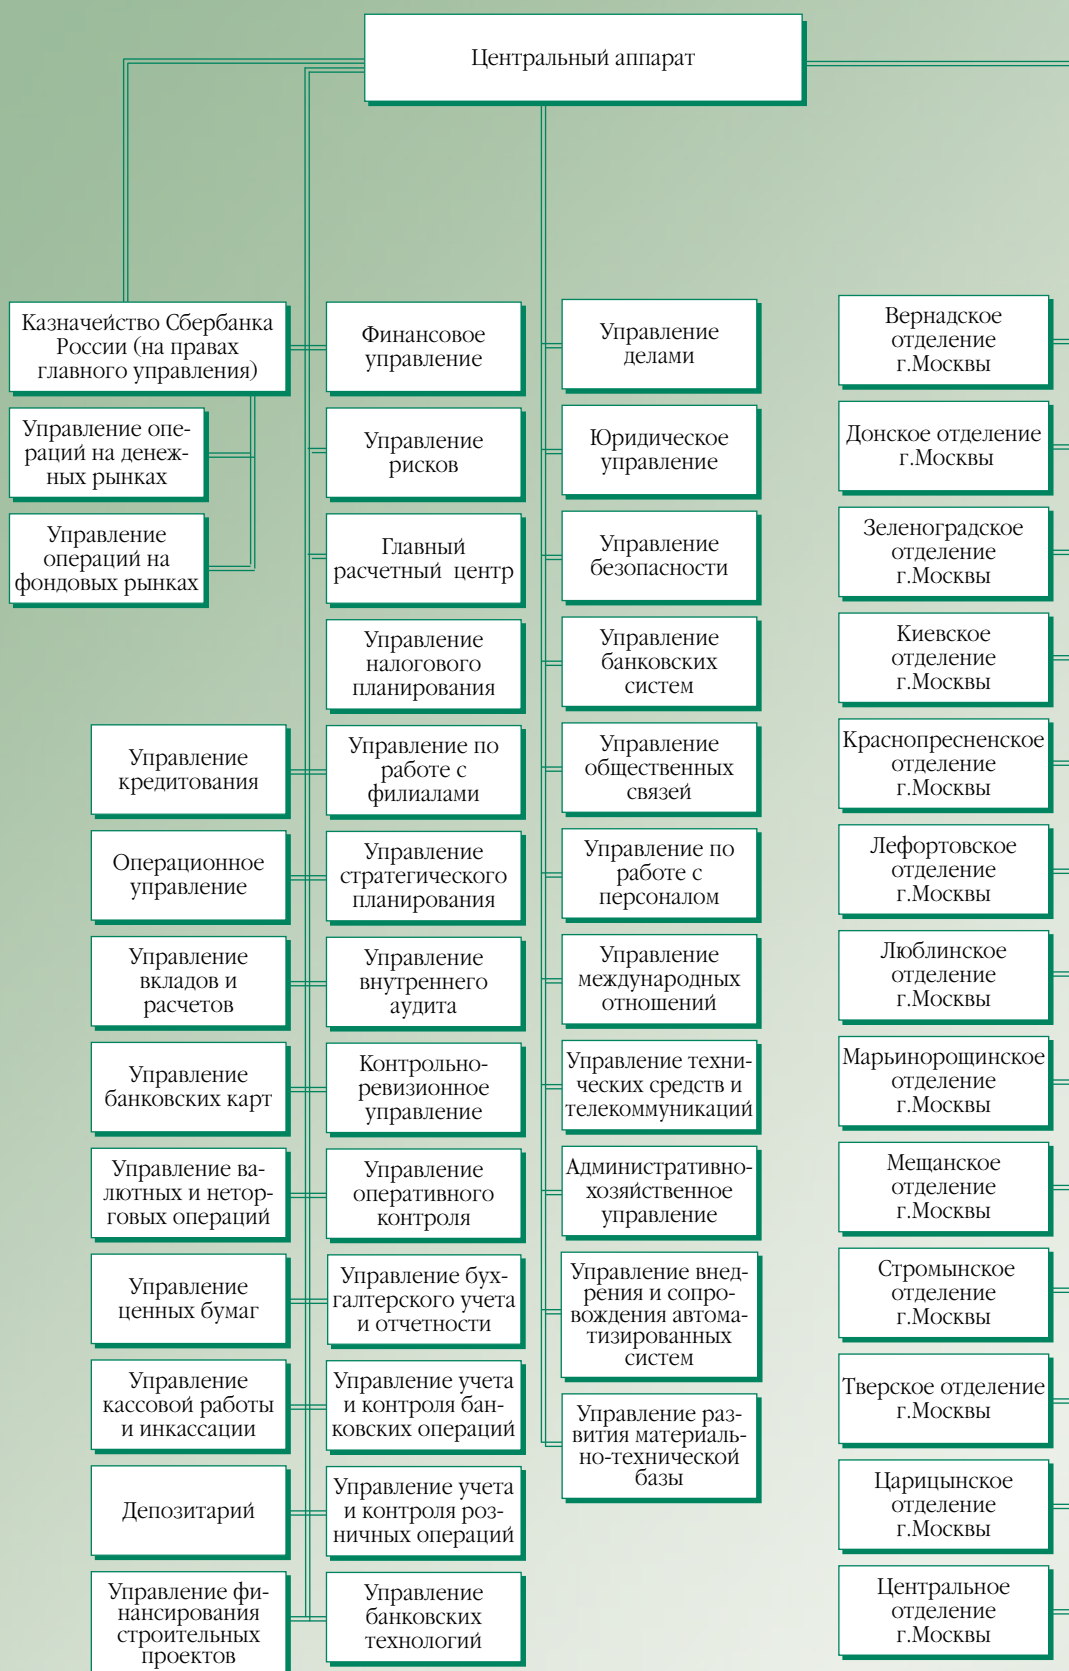 Центральный аппарат
Казначейство Сбербанка
России (на правах
главного управления)
Управление опе-
раций на денеж-
ных рынках
Управление
операций на
фондовых рынках
Управление
кредитования
Операционное
управление
Управление
вкладов и
расчетов
Управление
банковских карт
Управление ва-
лютных и неторг-
говых операций
Управление
ценных бумаг
Управление
кассовой работы
и инкассации
Депозитарий
Управление фи-
нансирования
строительных
проектов
Финансовое
управление
Управление
рисков
Главный
расчетный центр
Управление
налогового
планирования
Управление по
работе с
филиалами
Управление
стратегического
планирования
Управление
внутреннего
аудита
Контрольно-
ревизионное
управление
Управление
оперативного
контроля
Управление бух-
галтерского учета
и отчетности
Управление учета
и контроля бан-
ковских операций
Управление учета
и контроля роз-
ничных операций
Управление
банковских
технологий
Управление
делами
Юридическое
управление
Управление
безопасности
Управление
банковских
систем
Управление
общественных
связей
Управление по
работе с
персоналом
Управление
международных
отношений
Управление техни-
ческих средств и
телекоммуникаций
Административно-
хозяйственное
управление
Управление внед-
рения и сопро-
вождения автома-
тизированных
систем
Управление раз-
вития материаль-
но-технической
базы
Вернадское
отделение
г.Москвы
Донское отделение
г.Москвы
Зеленоградское
отделение
г.Москвы
Киевское
отделение
г.Москвы
Краснопресненское
отделение
г.Москвы
Лефортовское
отделение
г.Москвы
Люблинское
отделение
г.Москвы
Марьинорощинское
отделение
г.Москвы
Мещанское
отделение
г.Москвы
Стромынское
отделение
г.Москвы
Тверское отделение
г.Москвы
Царицынское
отделение
г.Москвы
Центральное
отделение
г.Москвы